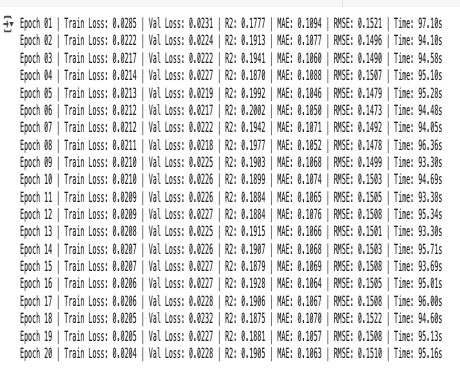 Epoch 01 | Train Loss: 0.0285 | Val Loss: 0.0231 | R2: 0.1777 | MAE: 0.1094 | RMSE: 0.1521 | Time: 97.10s
Epoch 02 | Train Loss: 0.0222 | Val Loss: 0.0224 | R2: 0.1913 | MAE: 0.1077 | RMSE: 0.1496 | Time: 94.10s
Epoch 03 | Train Loss: 0.0217 | Val Loss: 0.0222 | R2: 0.1941 | MAE: 0.1060 | RMSE: 0.1490 | Time: 94.58s
Epoch 04 | Train Loss: 0.0214 | Val Loss: 0.0227 | R2: 0.1870 | MAE: 0.1088 | RMSE: 0.1507 | Time: 95.10s
Epoch 05 | Train Loss: 0.0213 | Val Loss: 0.0219 | R2: 0.1992 | MAE: 0.1046 | RMSE: 0.1479 | Time: 95.28s
Epoch 06 | Train Loss: 0.0212 | Val Loss: 0.0217 | R2: 0.2002 | MAE: 0.1050 | RMSE: 0.1473 | Time: 94.48s
Epoch 07 | Train Loss: 0.0212 | Val Loss: 0.0222 | R2: 0.1942 | MAE: 0.1071 | RMSE: 0.1492 | Time: 94.05s
Epoch 08 | Train Loss: 0.0211 | Val Loss: 0.0218 | R2: 0.1977 | MAE: 0.1052 | RMSE: 0.1478 | Time: 96.36s
Epoch 09 | Train Loss: 0.0210 | Val Loss: 0.0225 | R2: 0.1903 | MAE: 0.1068 | RMSE: 0.1499 | Time: 93.30s
Epoch 10 | Train Loss: 0.0210 | Val Loss: 0.0226 | R2: 0.1899 | MAE: 0.1074 | RMSE: 0.1503 | Time: 94.69s
Epoch 11 | Train Loss: 0.0209 | Val Loss: 0.0226 | R2: 0.1884 | MAE: 0.1065 | RMSE: 0.1505 | Time: 93.38s
Epoch 12 | Train Loss: 0.0209 | Val Loss: 0.0227 | R2: 0.1884 | MAE: 0.1076 | RMSE: 0.1508 | Time: 95.34s
Epoch 13 | Train Loss: 0.0208 | Val Loss: 0.0225 | R2: 0.1915 | MAE: 0.1066 | RMSE: 0.1501 | Time: 93.30s
Epoch 14 | Train Loss: 0.0207 | Val Loss: 0.0226 | R2: 0.1907 | MAE: 0.1068 | RMSE: 0.1503 | Time: 95.71s
Epoch 15 | Train Loss: 0.0207 | Val Loss: 0.0227 | R2: 0.1879 | MAE: 0.1069 | RMSE: 0.1508 | Time: 93.69s
Epoch 16 | Train Loss: 0.0206 | Val Loss: 0.0227 | R2: 0.1928 | MAE: 0.1064 | RMSE: 0.1505 | Time: 95.01s
Epoch 17 | Train Loss: 0.0206 | Val Loss: 0.0228 | R2: 0.1906 | MAE: 0.1067 | RMSE: 0.1508 | Time: 96.00s
Epoch 18 | Train Loss: 0.0205 | Val Loss: 0.0232 | R2: 0.1875 | MAE: 0.1070 | RMSE: 0.1522 | Time: 94.60s
Epoch 19 | Train Loss: 0.0205 | Val Loss: 0.0227 | R2: 0.1881 | MAE: 0.1057 | RMSE: 0.1508 | Time: 95.13s
Epoch 20 | Train Loss: 0.0204 | Val Loss: 0.0228 | R2: 0.1905 | MAE: 0.1063 | RMSE: 0.1510 | Time: 95.16s